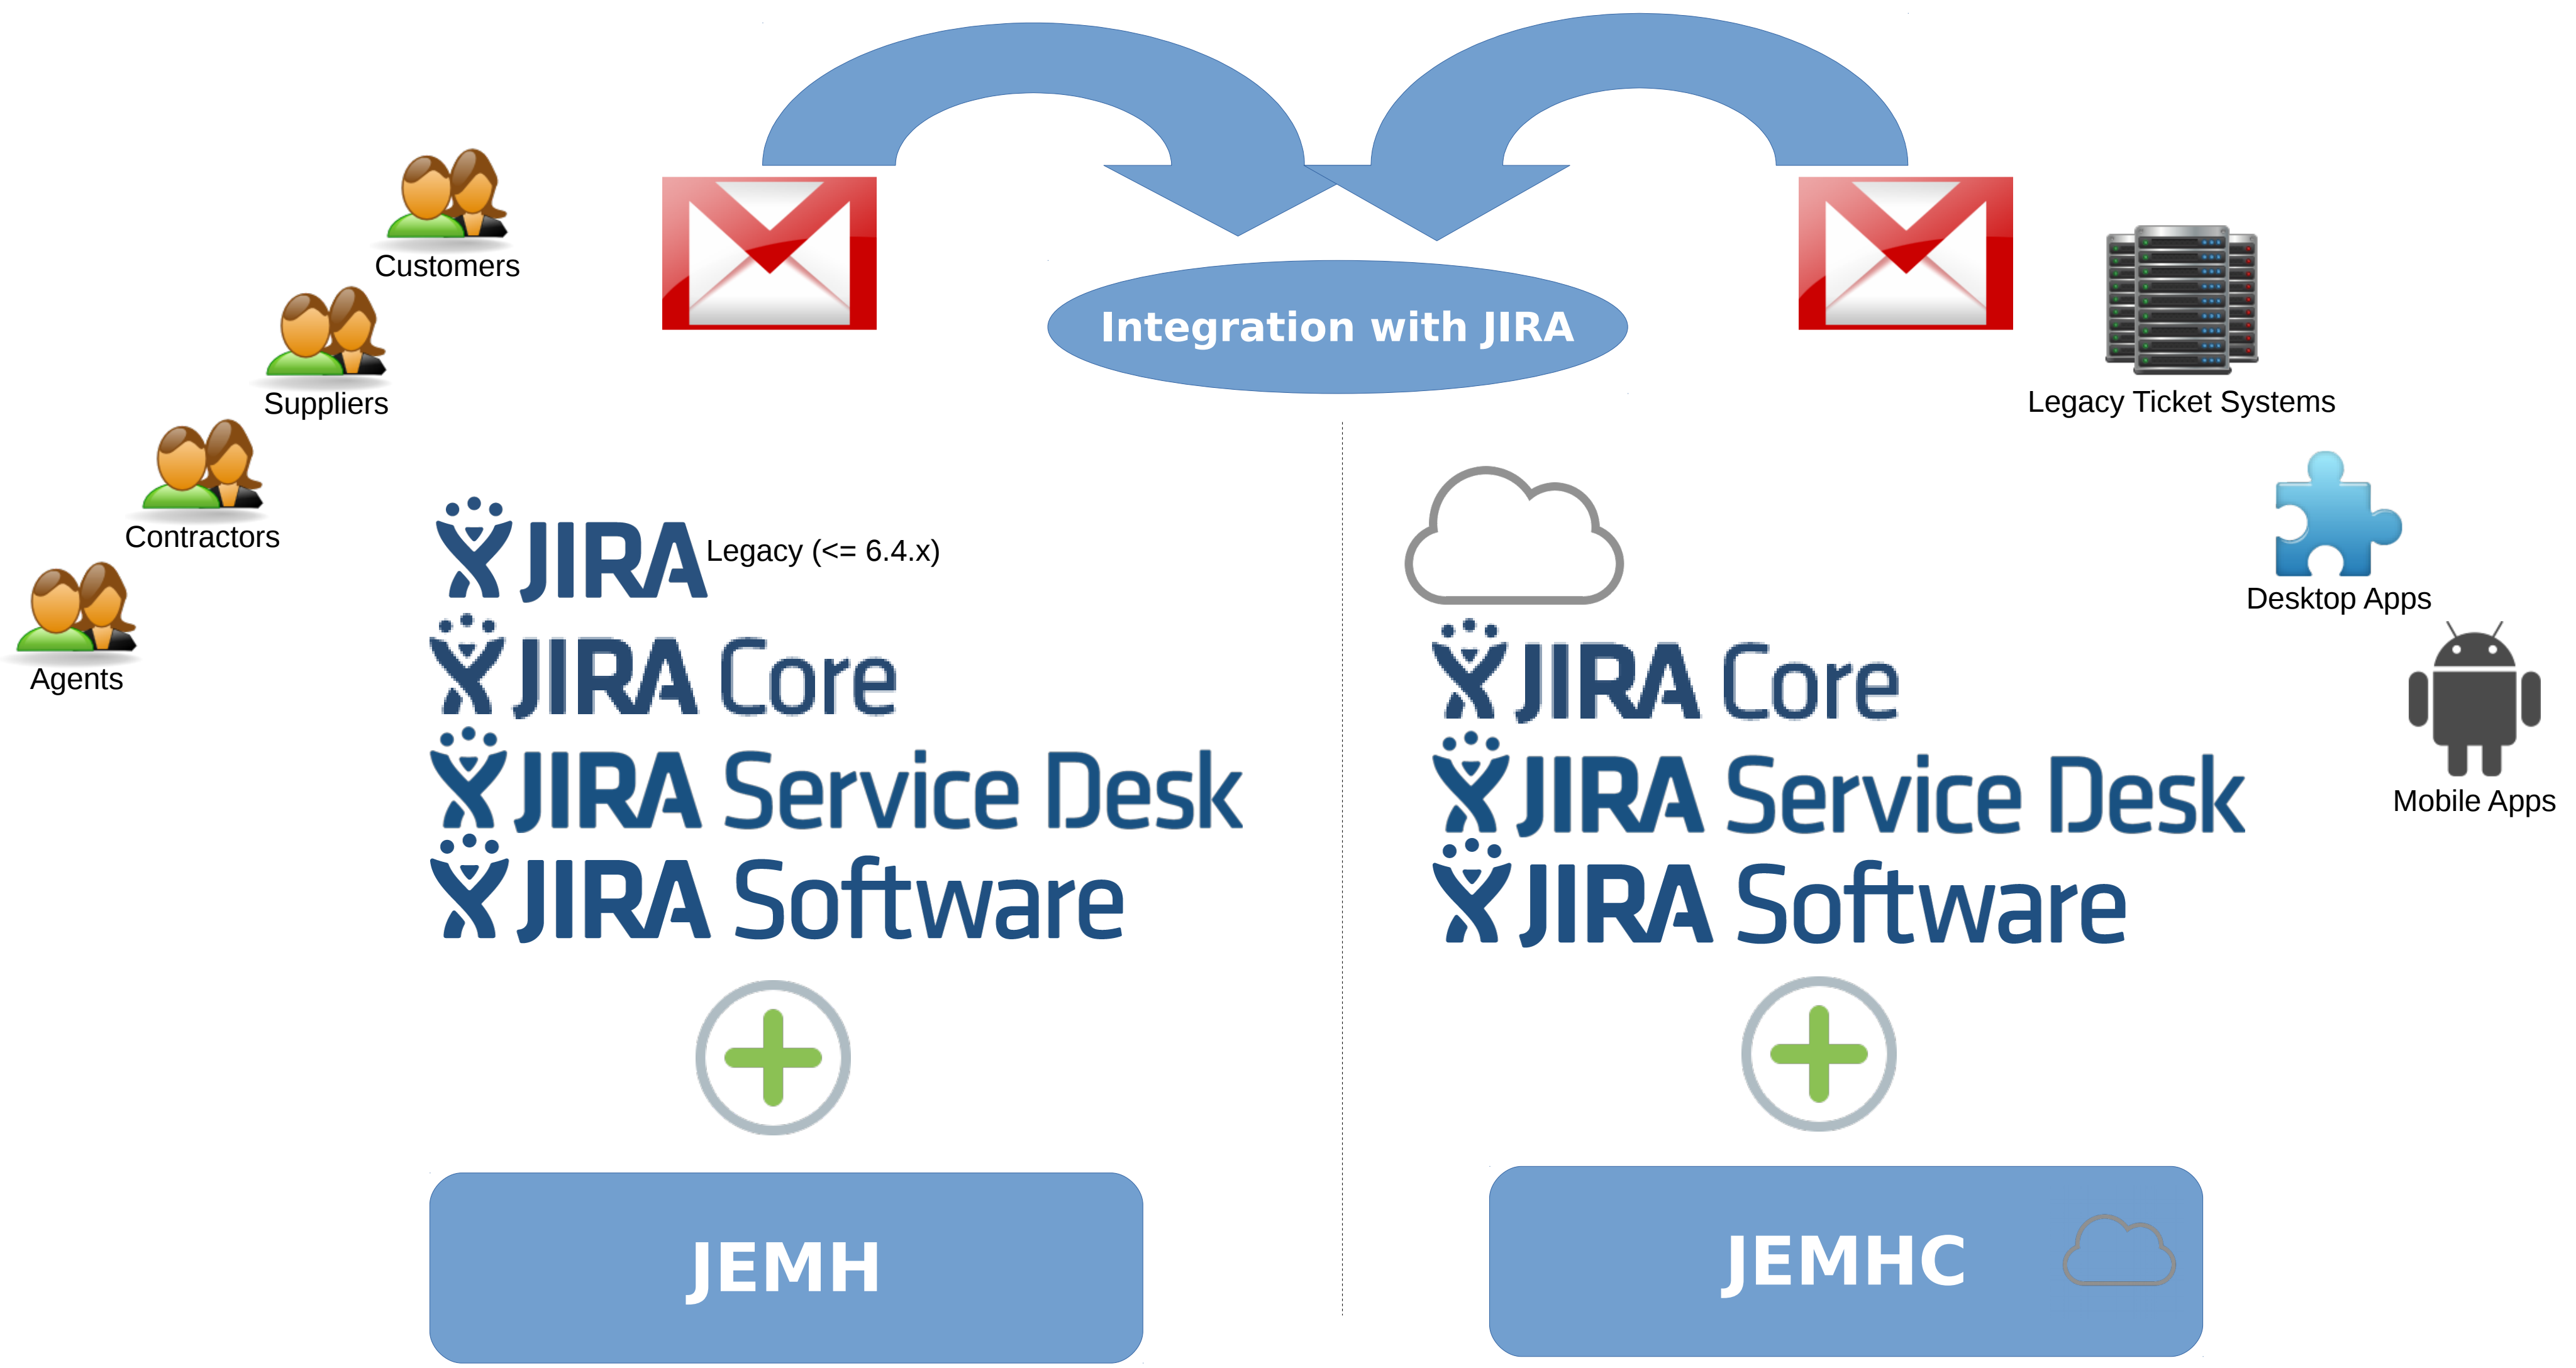 Integration with JIRA
Customers
Suppliers
Contractors
Agents
Legacy Ticket Systems
Desktop Apps
Mobile Apps
JIRA Legacy (<= 6.4.x)
JIRA Core
JIRA Service Desk
JIRA Software
JEMH
JIRA Core
JIRA Service Desk
JIRA Software
JEMHC